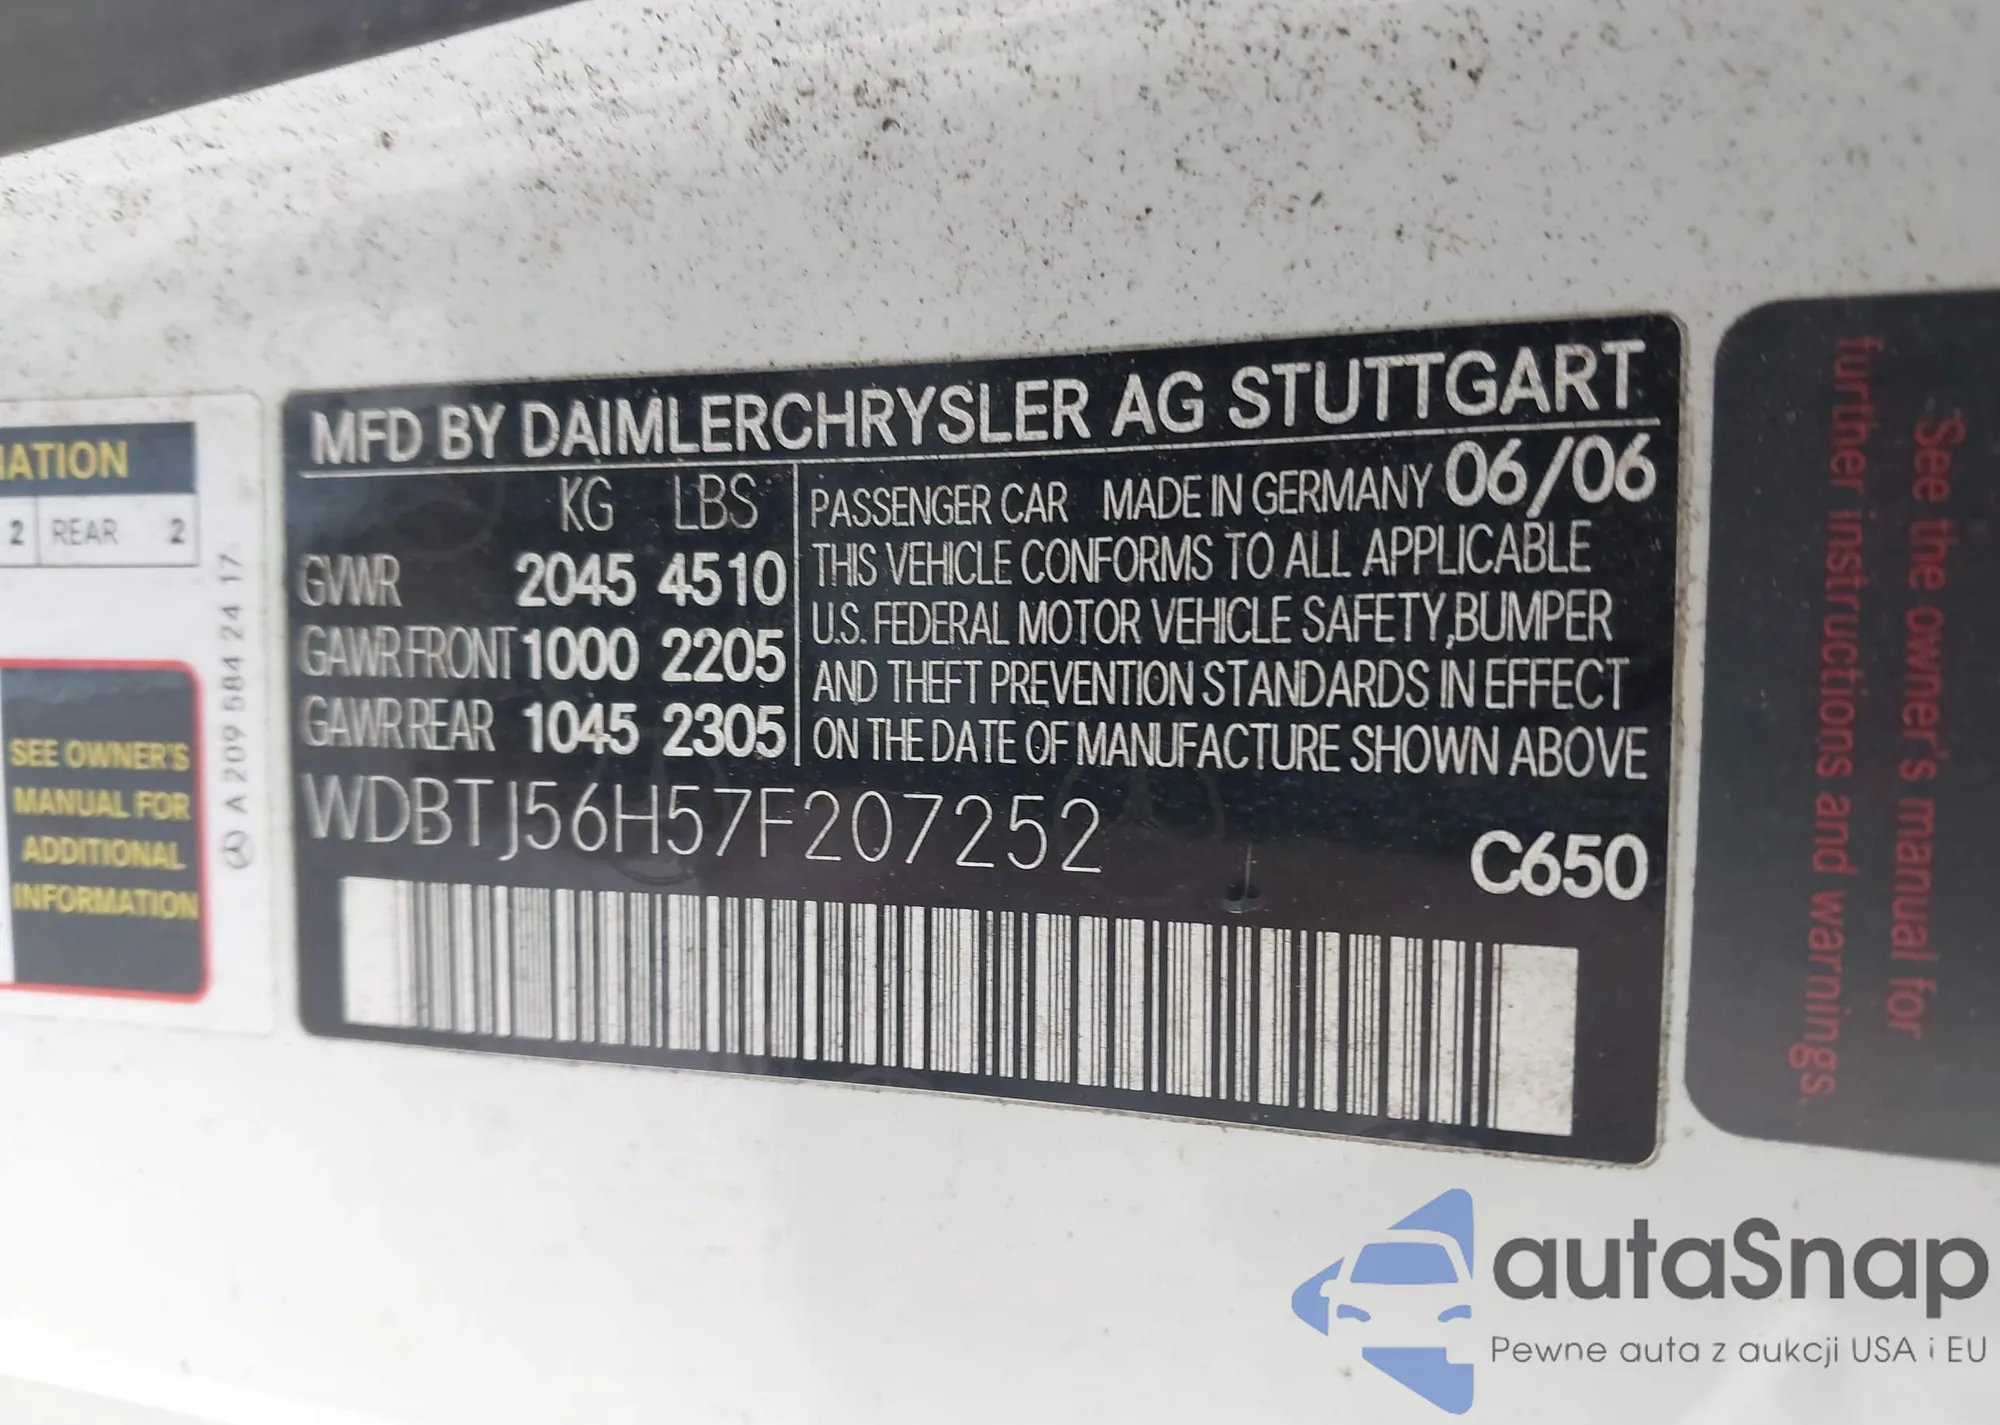 MFD BY DAIMLERCHRYSLER AG STUTTGART
KG LBS
GVWR 2045 4510
GAWR FRONT 1000 2205
GAWR REAR 1045 2305
PASSENGER CAR MADE IN GERMANY 06/06
THIS VEHICLE CONFORMS TO ALL APPLICABLE
U.S. FEDERAL MOTOR VEHICLE SAFETY,BUMPER
AND THEFT PREVENTION STANDARDS IN EFFECT
ON THE DATE OF MANUFACTURE SHOWN ABOVE
WDBTJ56H57F207252
C650
2 REAR 2
SEE OWNER'S
MANUAL FOR
ADDITIONAL
INFORMATION
A 209 584 24 17
See the owner's manual for
further instructions and warnings.
autaSnap
Pewne auta z aukcji USA i EU